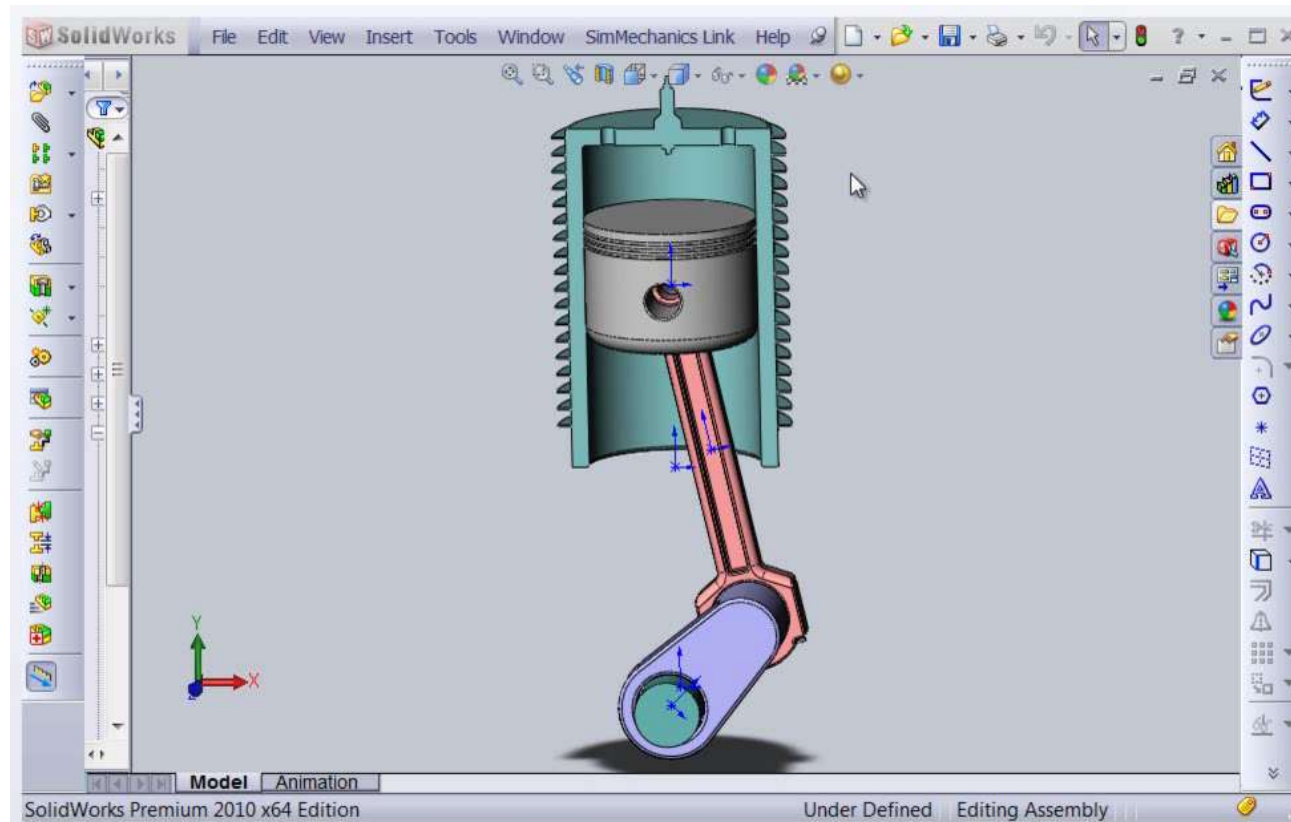 SolidWorks File Edit View Insert Tools Window SimMechanics Link Help
Y
X
Model Animation
SolidWorks Premium 2010 x64 Edition Under Defined Editing Assembly